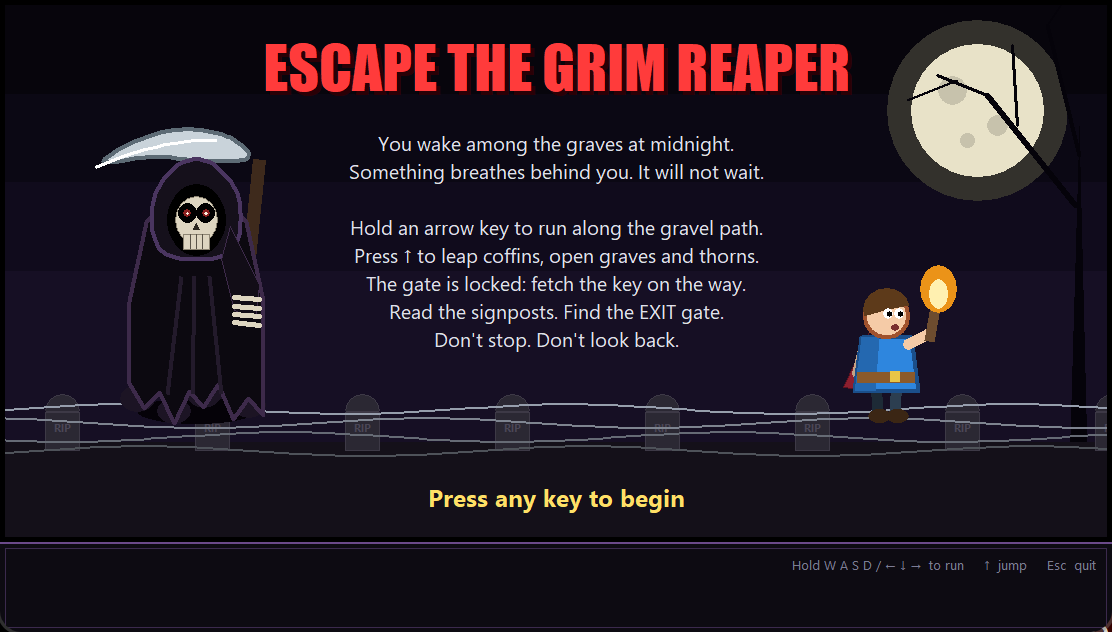 ESCAPE THE GRIM REAPER
You wake among the graves at midnight.
Something breathes behind you. It will not wait.
Hold an arrow key to run along the gravel path.
Press ↑ to leap coffins, open graves and thorns.
The gate is locked: fetch the key on the way.
Read the signposts. Find the EXIT gate.
Don't stop. Don't look back.
RIP RIP RIP RIP RIP RIP RIP
Press any key to begin
Hold W A S D / ← ↓ → to run ↑ jump Esc quit